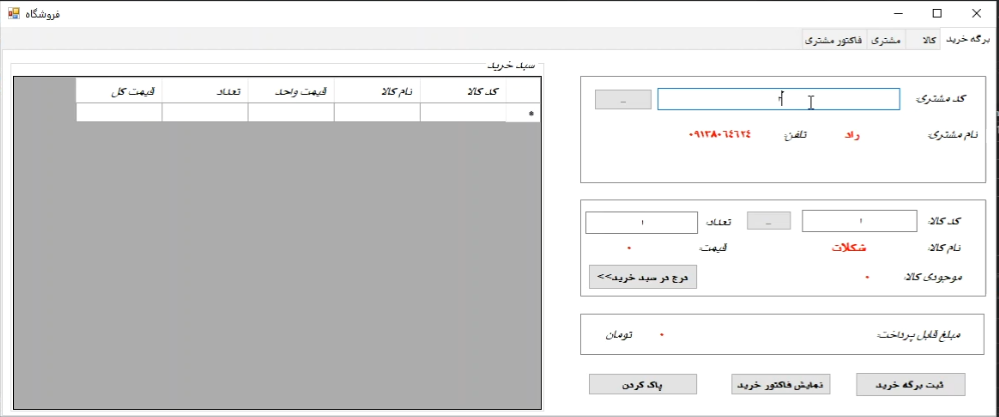 فروشگاه
برگه خرید
کالا
مشتری
فاکتور مشتری
کد مشتری:
...
نام مشتری:
راد
تلفن:
۰۹۱۳۸۰٦٤٦٢٤
کد کالا:
۱
...
تعداد:
۱
نام کالا:
شکلات
قیمت:
۰
موجودی کالا:
۰
درج در سبد خرید>>
مبلغ قابل پرداخت:
۰
تومان
ثبت برگه خرید
نمایش فاکتور خرید
پاک کردن
سبد خرید
کد کالا
نام کالا
قیمت واحد
تعداد
قیمت کل
*